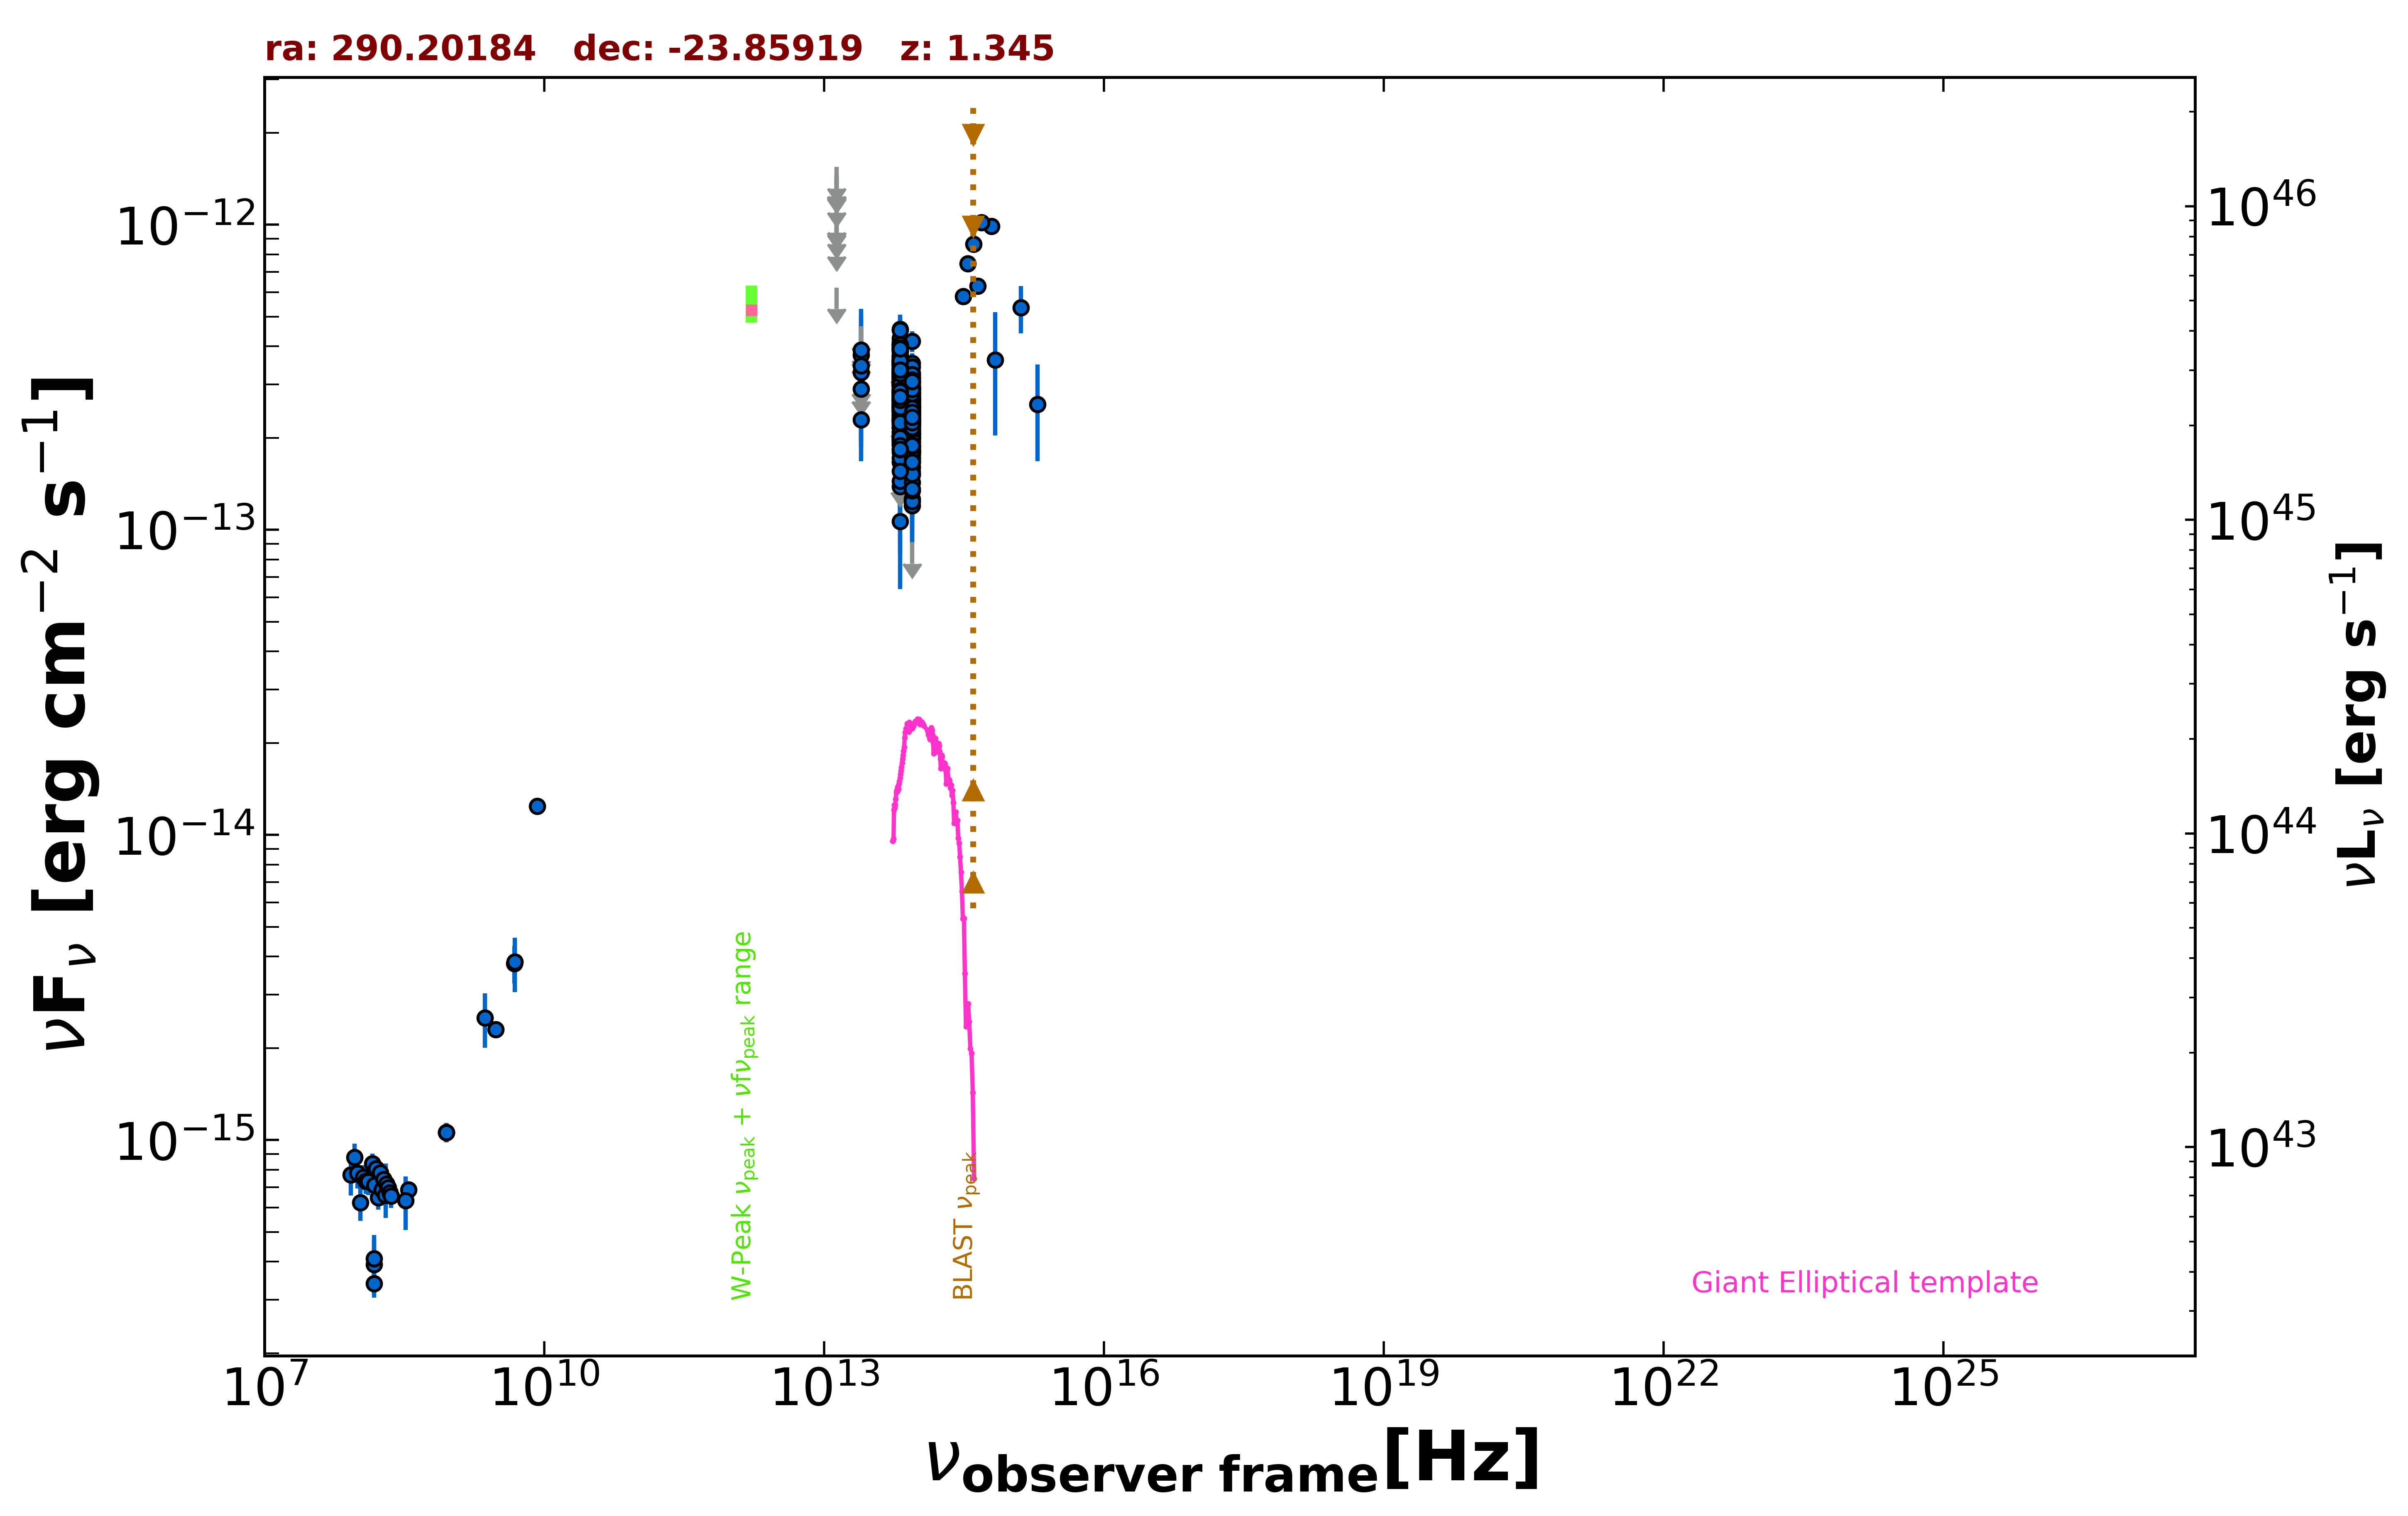 ra: 290.20184   dec: -23.85919   z: 1.345
νFν [erg cm−2 s−1]
10−12
10−13
10−14
10−15
1046
1045
1044
1043
νLν [erg s−1]
W-Peak νpeak + νfνpeak range
BLAST νpeak
Giant Elliptical template
107 1010 1013 1016 1019 1022 1025
νobserver frame[Hz]